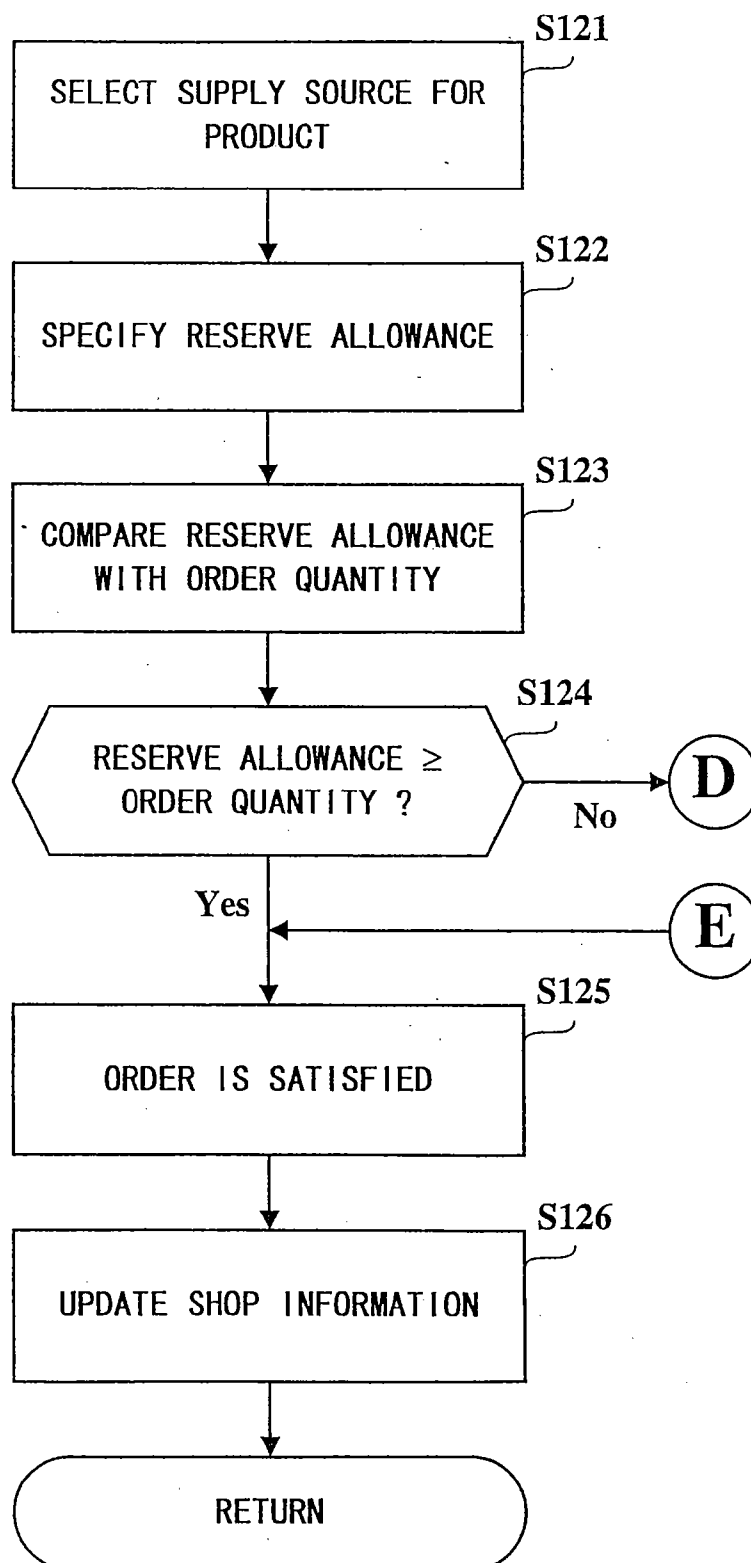 S121
SELECT SUPPLY SOURCE FOR
PRODUCT
S122
SPECIFY RESERVE ALLOWANCE
S123
COMPARE RESERVE ALLOWANCE
WITH ORDER QUANTITY
S124
RESERVE ALLOWANCE ≥
ORDER QUANTITY ?
D
No
Yes
E
S125
ORDER IS SATISFIED
S126
UPDATE SHOP INFORMATION
RETURN